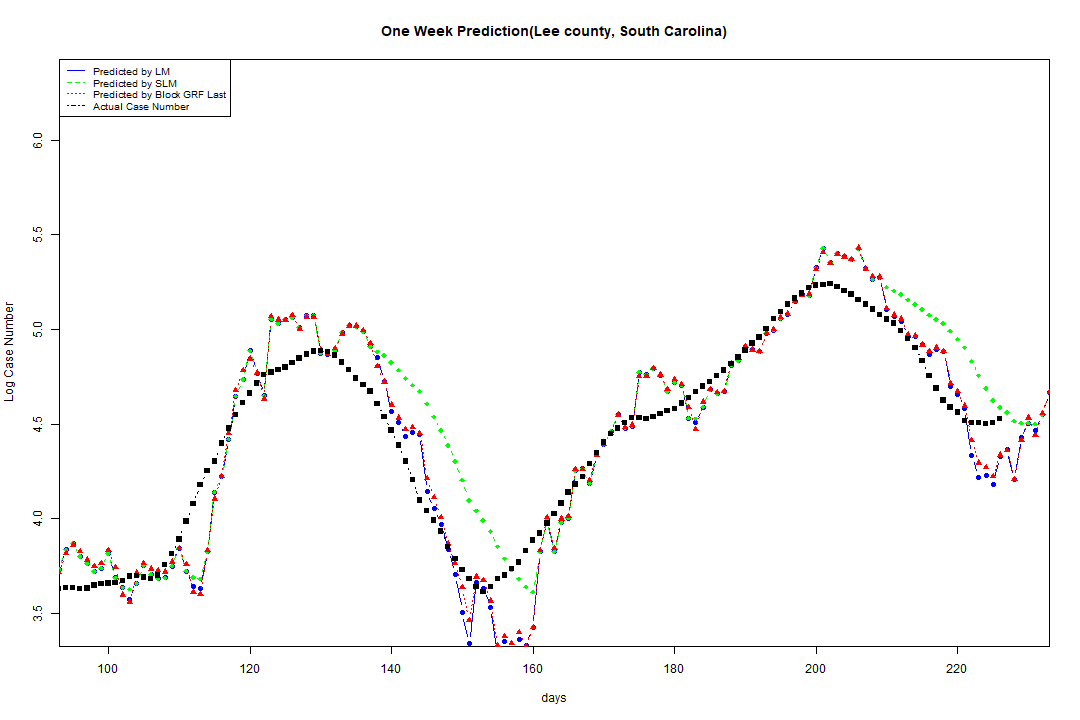 One Week Prediction(Lee county, South Carolina)
Predicted by LM
Predicted by SLM
Predicted by Block GRF Last
Actual Case Number
6.0
5.5
5.0
4.5
4.0
3.5
Log Case Number
100 120 140 160 180 200 220
days